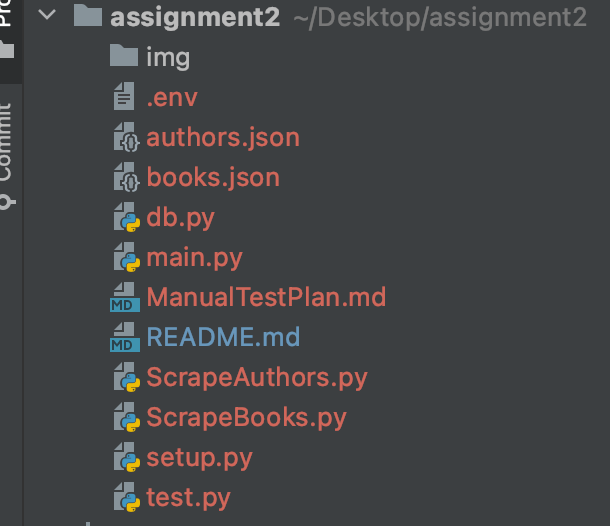 assignment2 ~/Desktop/assignment2
img
.env
authors.json
books.json
db.py
main.py
MD ManualTestPlan.md
MD README.md
ScrapeAuthors.py
ScrapeBooks.py
setup.py
test.py
Commit